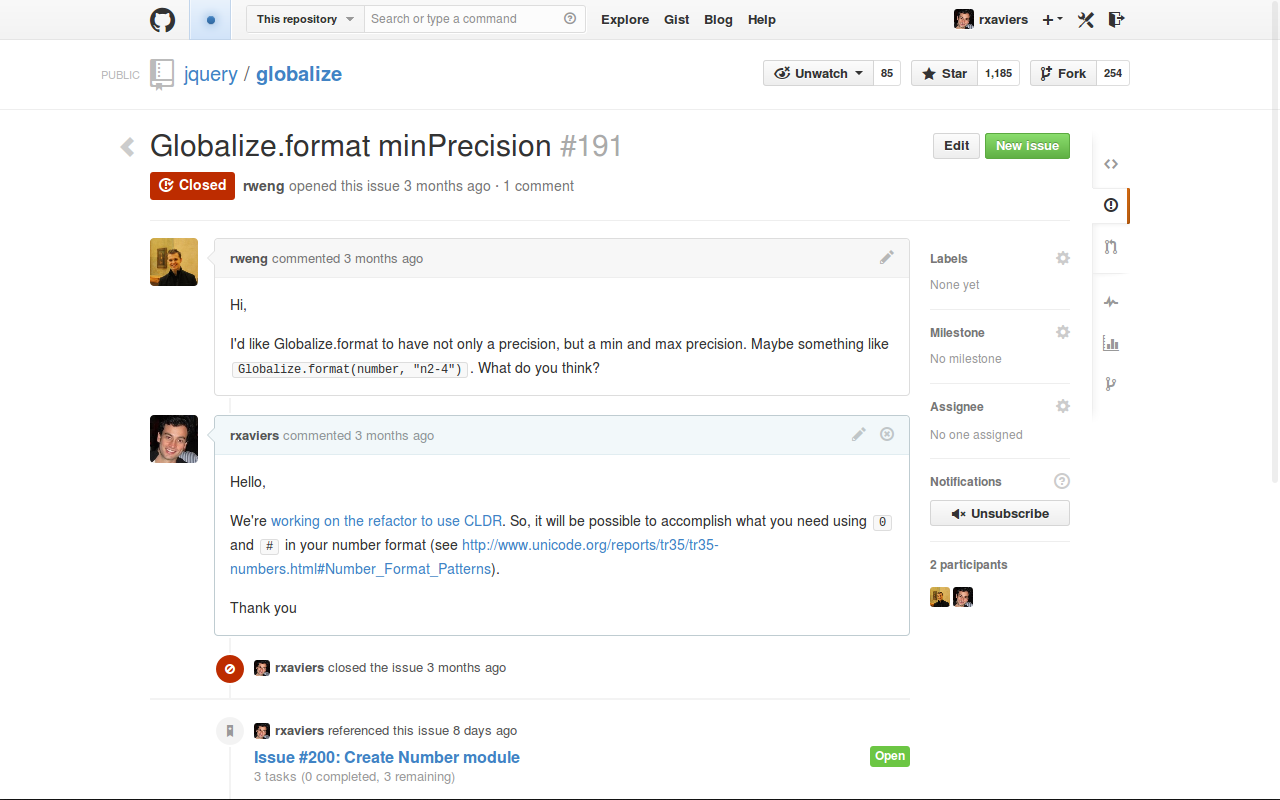 This repository Search or type a command Explore Gist Blog Help rxaviers
PUBLIC jquery / globalize Unwatch 85 Star 1,185 Fork 254
Globalize.format minPrecision #191 Edit New issue
Closed rweng opened this issue 3 months ago · 1 comment
rweng commented 3 months ago
Hi,
I'd like Globalize.format to have not only a precision, but a min and max precision. Maybe something like
Globalize.format(number, "n2-4") . What do you think?
rxaviers commented 3 months ago
Hello,
We're working on the refactor to use CLDR. So, it will be possible to accomplish what you need using 0
and # in your number format (see http://www.unicode.org/reports/tr35/tr35-
numbers.html#Number_Format_Patterns).
Thank you
rxaviers closed the issue 3 months ago
rxaviers referenced this issue 8 days ago
Issue #200: Create Number module Open
3 tasks (0 completed, 3 remaining)
Labels
None yet
Milestone
No milestone
Assignee
No one assigned
Notifications
Unsubscribe
2 participants